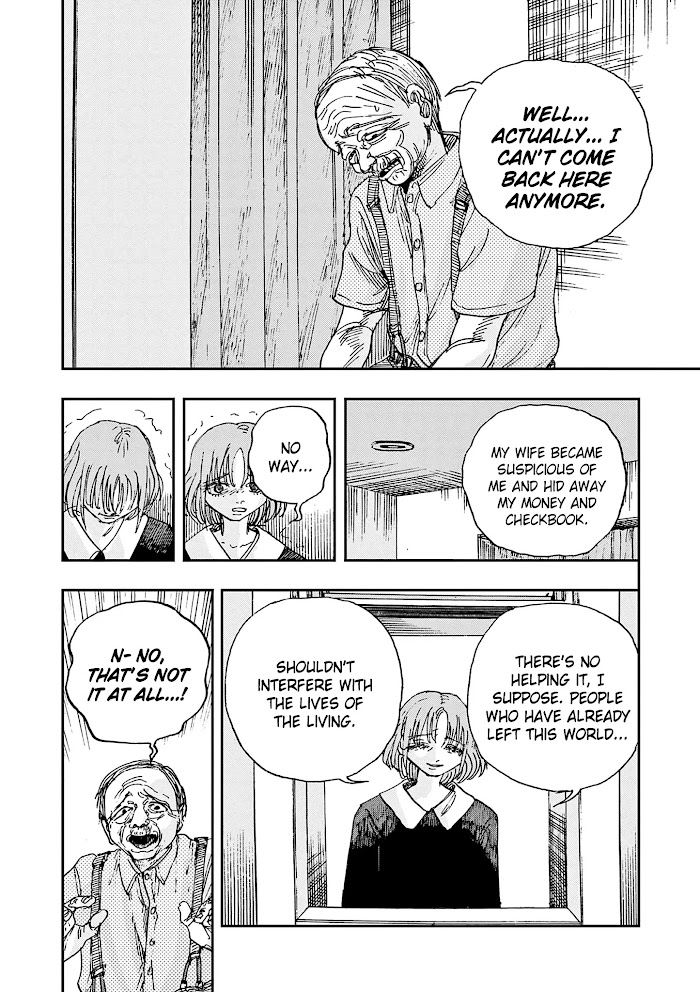 WELL...
ACTUALLY... I
CAN'T COME
BACK HERE
ANYMORE.
MY WIFE BECAME
SUSPICIOUS OF
ME AND HID AWAY
MY MONEY AND
CHECKBOOK.
NO
WAY...
THERE'S NO
HELPING IT, I
SUPPOSE. PEOPLE
WHO HAVE ALREADY
LEFT THIS WORLD...
SHOULDN'T
INTERFERE WITH
THE LIVES OF
THE LIVING.
N- NO,
THAT'S NOT
IT AT ALL...!